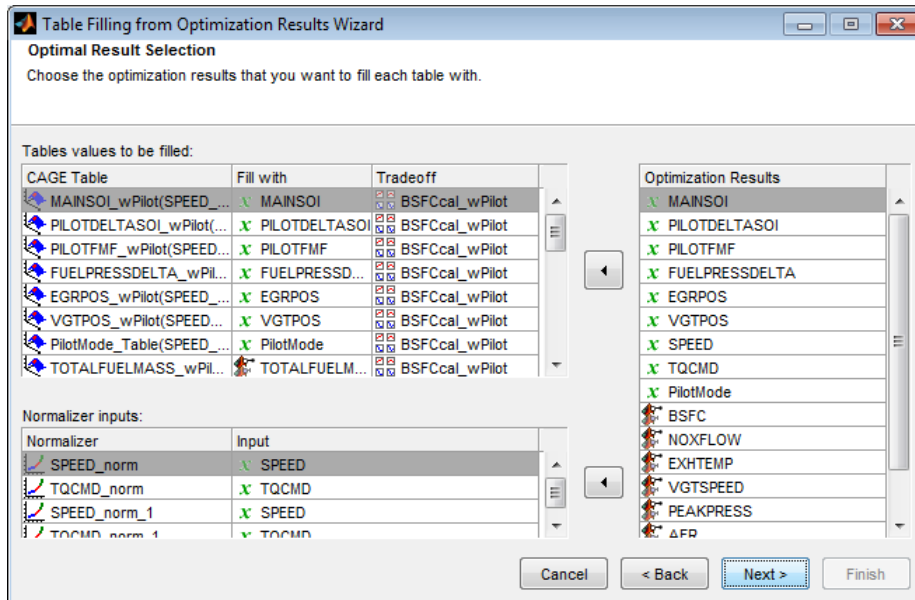 Table Filling from Optimization Results Wizard
Optimal Result Selection
Choose the optimization results that you want to fill each table with.
Tables values to be filled:
CAGE Table Fill with Tradeoff
MAINSOI_wPilot(SPEED_... x MAINSOI BSFCcal_wPilot
PILOTDELTASOI_wPilot(... x PILOTDELTASOI BSFCcal_wPilot
PILOTFMF_wPilot(SPEED... x PILOTFMF BSFCcal_wPilot
FUELPRESSDELTA_wPil... x FUELPRESSD... BSFCcal_wPilot
EGRPOS_wPilot(SPEED_... x EGRPOS BSFCcal_wPilot
VGTPOS_wPilot(SPEED... x VGTPOS BSFCcal_wPilot
PilotMode_Table(SPEED_... x PilotMode BSFCcal_wPilot
TOTALFUELMASS_wPil... TOTALFUELM... BSFCcal_wPilot
Optimization Results
x MAINSOI
x PILOTDELTASOI
x PILOTFMF
x FUELPRESSDELTA
x EGRPOS
x VGTPOS
x SPEED
x TQCMD
x PilotMode
BSFC
NOXFLOW
EXHTEMP
VGTSPEED
PEAKPRESS
AFR
Normalizer inputs:
Normalizer Input
SPEED_norm x SPEED
TQCMD_norm x TQCMD
SPEED_norm_1 x SPEED
TQCMD_norm_1 x TQCMD
Cancel < Back Next > Finish